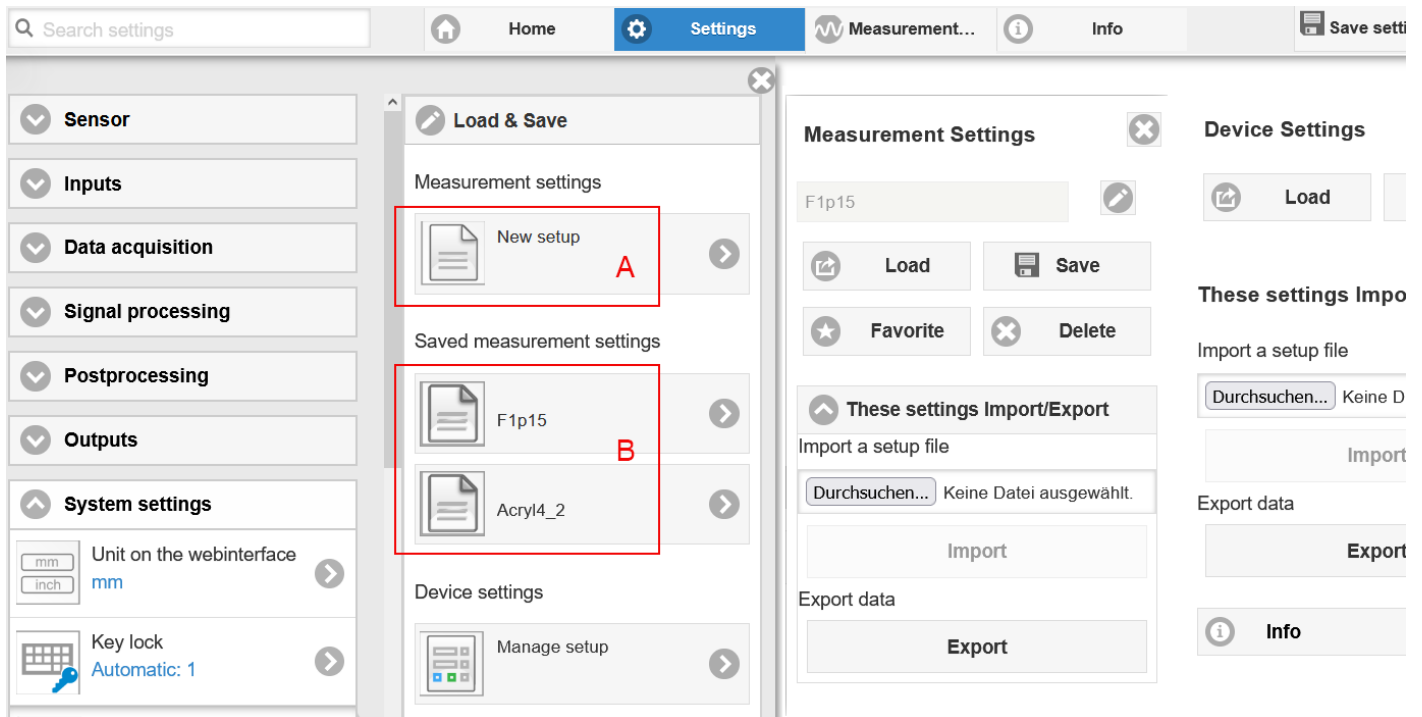 Search settings
Home
Settings
Measurement...
Info
Save setti
Sensor
Inputs
Data acquisition
Signal processing
Postprocessing
Outputs
System settings
Unit on the webinterface
mm
inch
mm
Key lock
Automatic: 1
Load & Save
Measurement settings
New setup
A
Saved measurement settings
F1p15
B
Acryl4_2
Device settings
Manage setup
Measurement Settings
F1p15
Load
Save
Favorite
Delete
These settings Import/Export
Import a setup file
Durchsuchen... Keine Datei ausgewählt.
Import
Export data
Export
Device Settings
Load
These settings Impo
Import a setup file
Durchsuchen... Keine D
Import
Export data
Export
Info